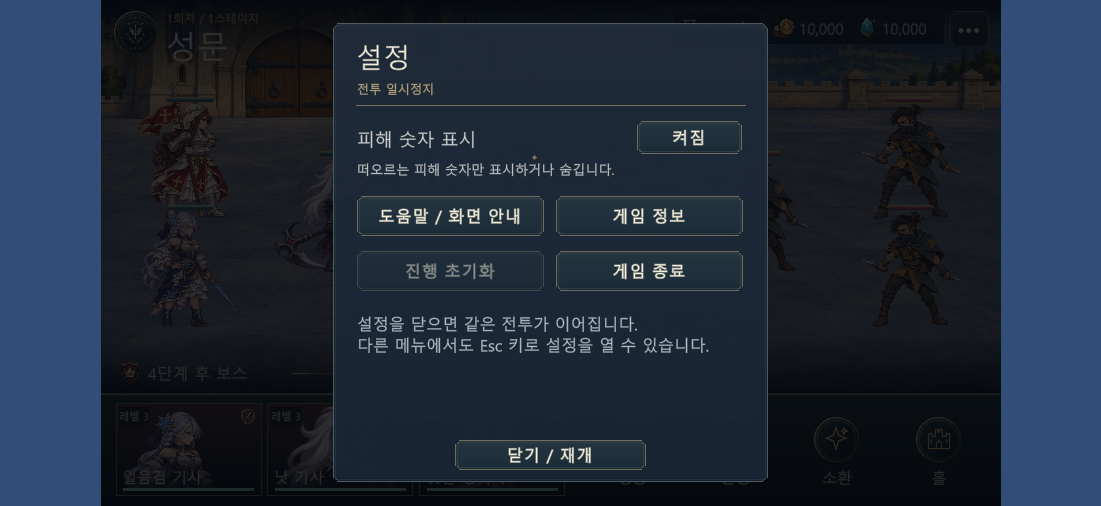 1회차 / 1스테이지
성문
10,000
10,000
설정
전투 일시정지
피해 숫자 표시
켜짐
떠오르는 피해 숫자만 표시하거나 숨깁니다.
도움말 / 화면 안내
게임 정보
진행 초기화
게임 종료
설정을 닫으면 같은 전투가 이어집니다.
다른 메뉴에서도 Esc 키로 설정을 열 수 있습니다.
4단계 후 보스
레벨 3
얼음검 기사
레벨 3
낫 기사
닫기 / 재개
소환
홀